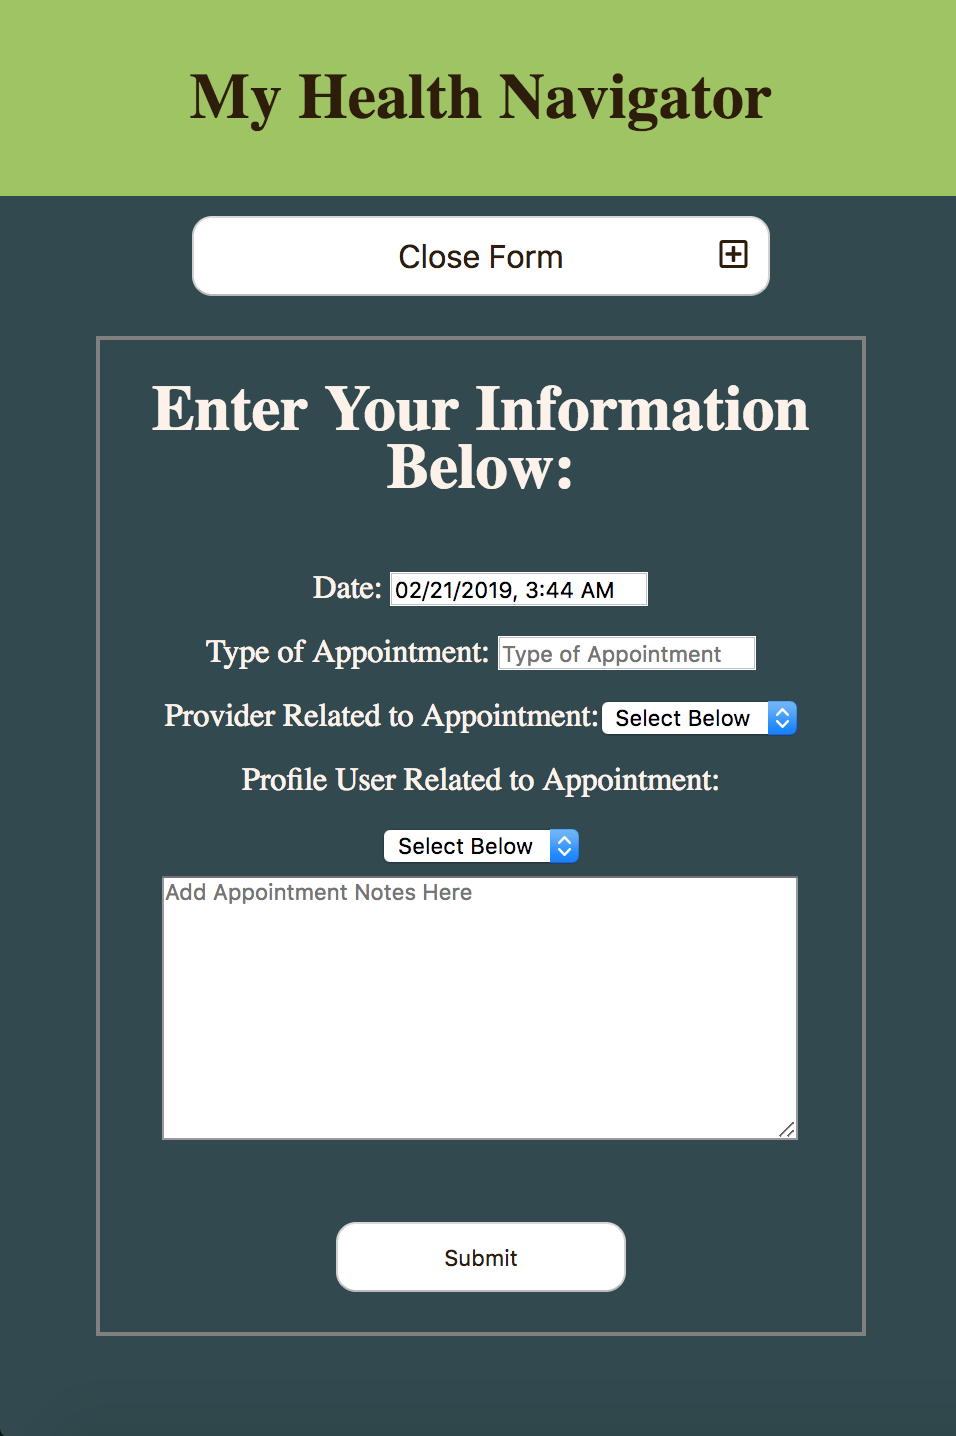 My Health Navigator
Close Form
Enter Your Information
Below:
Date: 02/21/2019, 3:44 AM
Type of Appointment: Type of Appointment
Provider Related to Appointment: Select Below
Profile User Related to Appointment:
Select Below
Add Appointment Notes Here
Submit